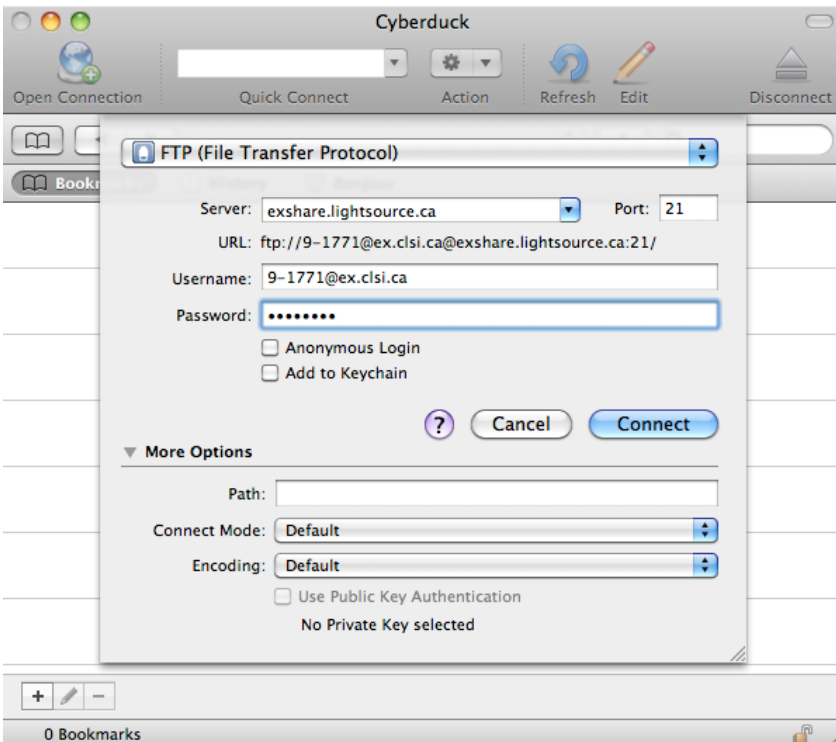 Cyberduck
Open Connection Quick Connect Action Refresh Edit Disconnect
FTP (File Transfer Protocol)
Bookmarks History Bonjour
Server: exshare.lightsource.ca Port: 21
URL: ftp://9-1771@ex.clsi.ca@exshare.lightsource.ca:21/
Username: 9-1771@ex.clsi.ca
Password: ••••••••
Anonymous Login
Add to Keychain
? Cancel Connect
More Options
Path:
Connect Mode: Default
Encoding: Default
Use Public Key Authentication
No Private Key selected
0 Bookmarks